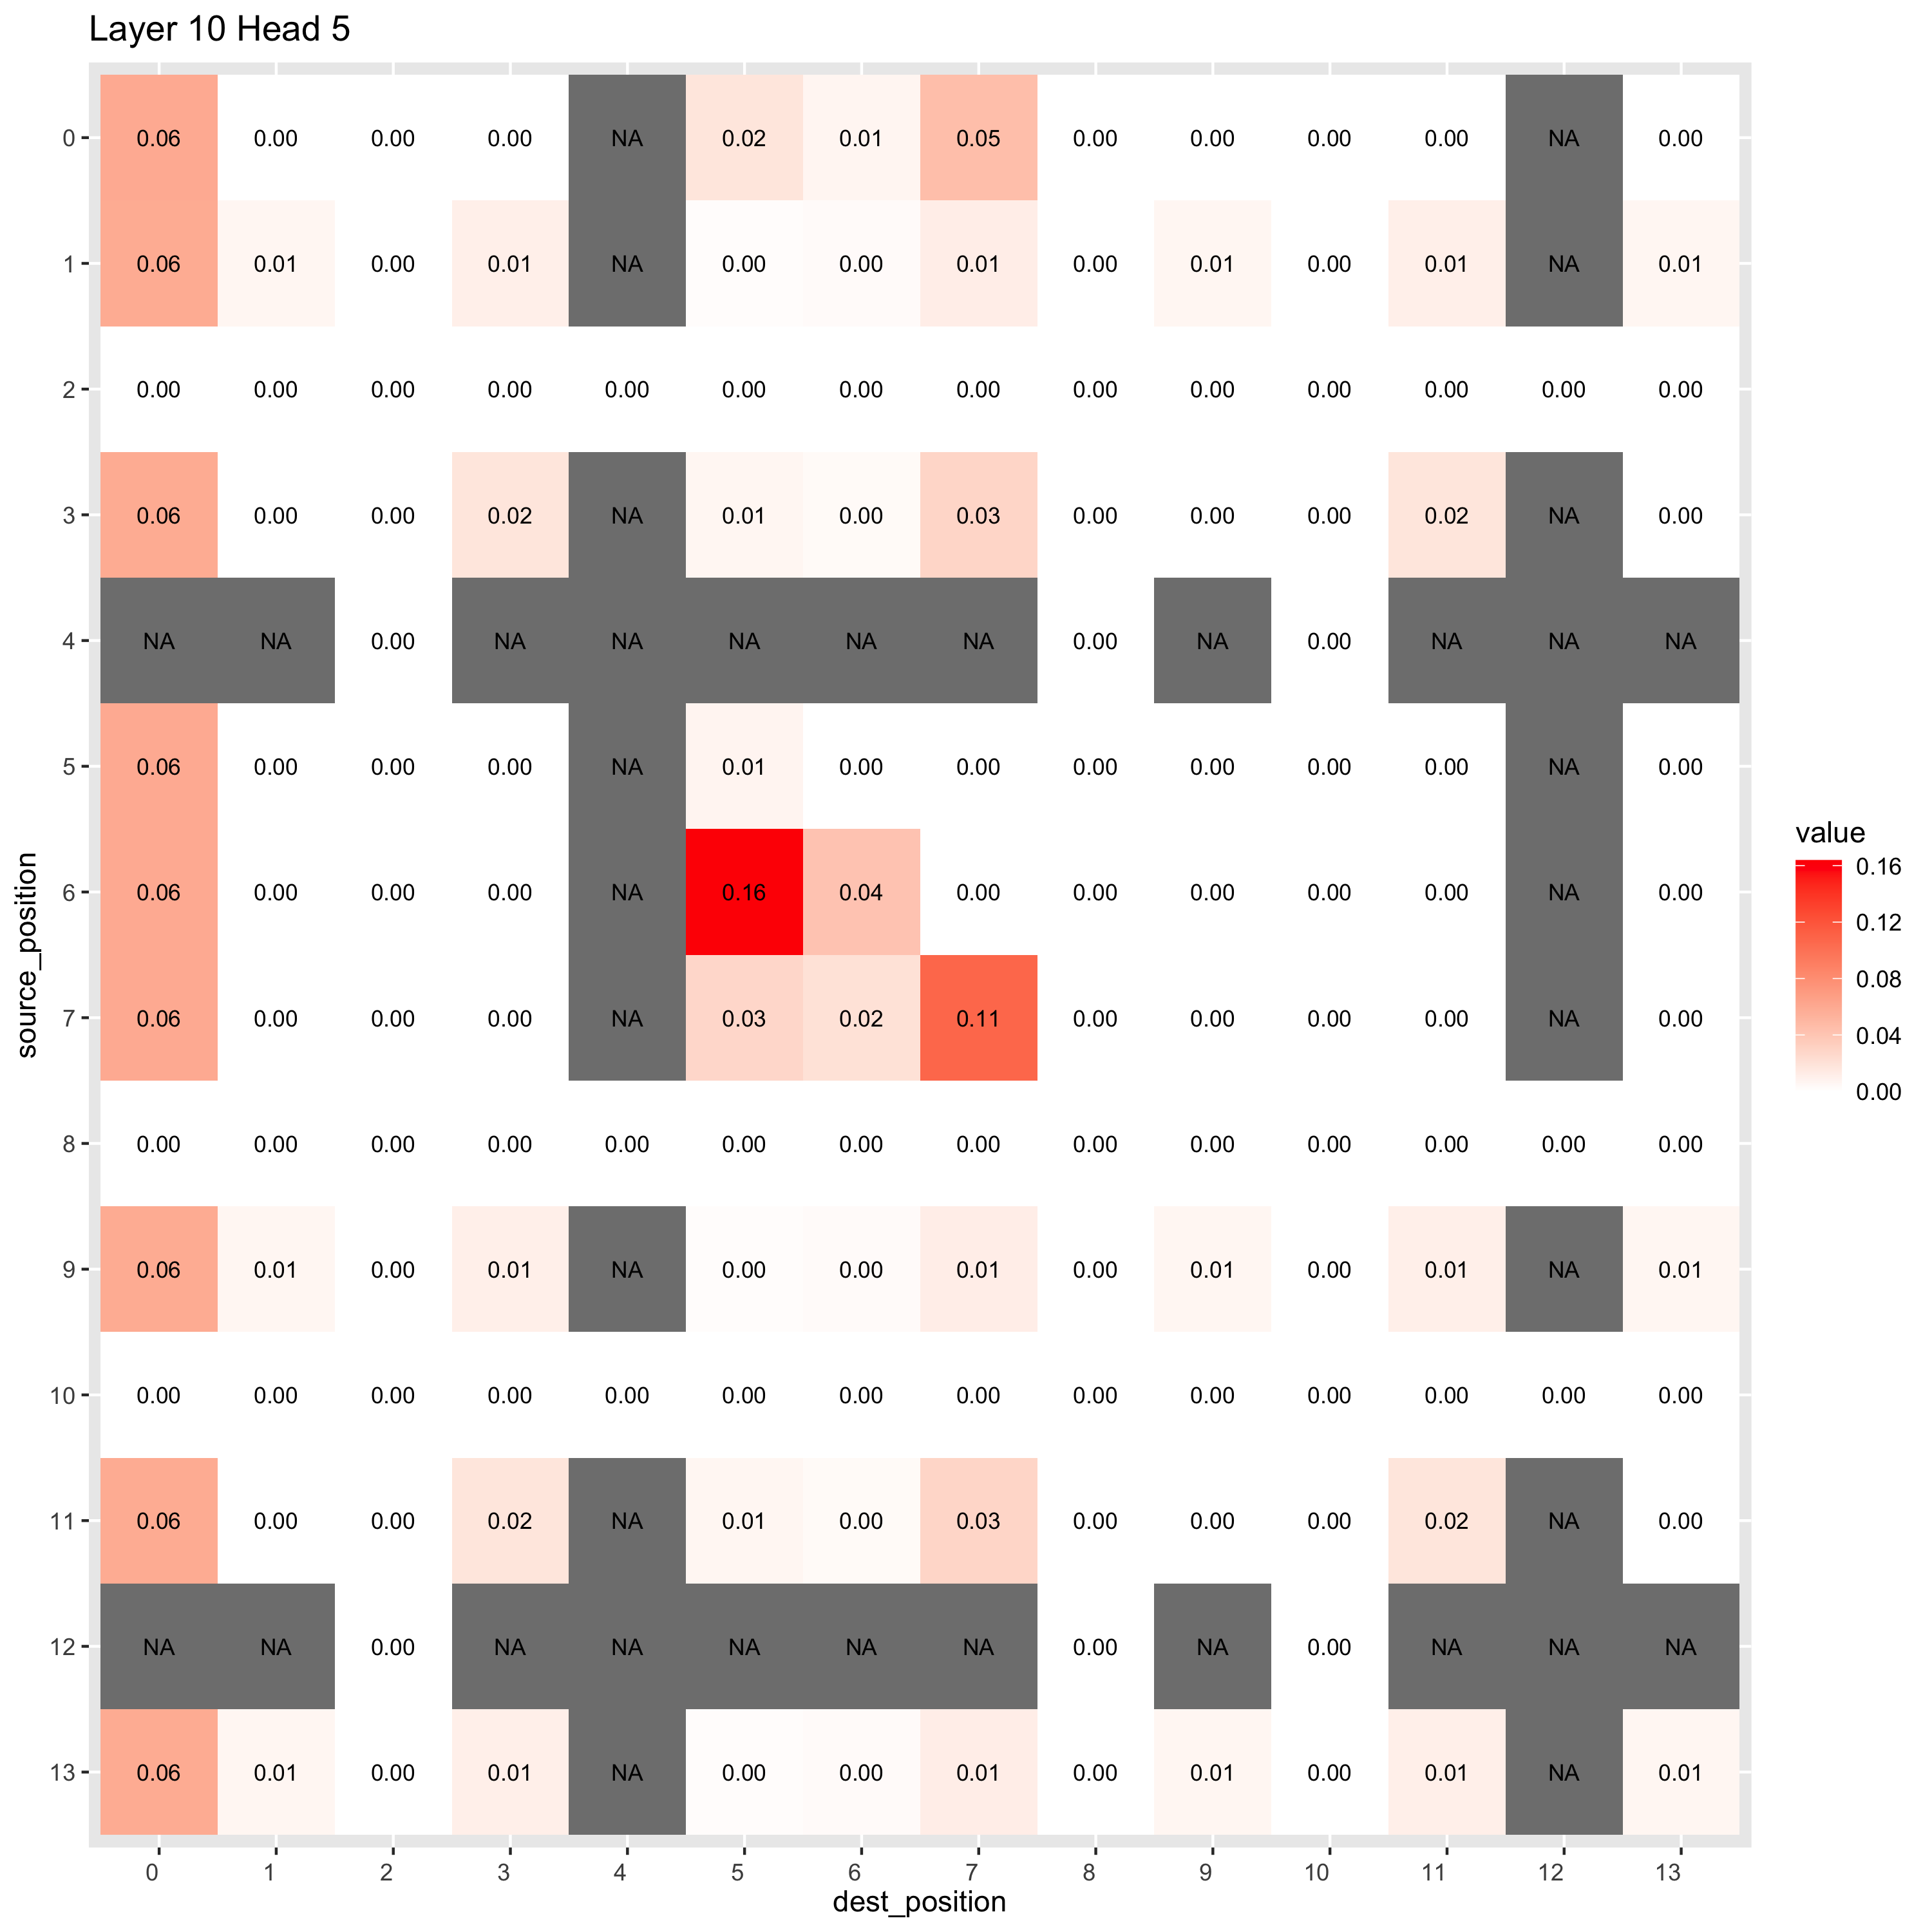 Layer 10 Head 5
0 0.06 0.00 0.00 0.00 NA 0.02 0.01 0.05 0.00 0.00 0.00 0.00 NA 0.00
1 0.06 0.01 0.00 0.01 NA 0.00 0.00 0.01 0.00 0.01 0.00 0.01 NA 0.01
2 0.00 0.00 0.00 0.00 0.00 0.00 0.00 0.00 0.00 0.00 0.00 0.00 0.00 0.00
3 0.06 0.00 0.00 0.02 NA 0.01 0.00 0.03 0.00 0.00 0.00 0.02 NA 0.00
4 NA NA 0.00 NA NA NA NA NA 0.00 NA 0.00 NA NA NA
5 0.06 0.00 0.00 0.00 NA 0.01 0.00 0.00 0.00 0.00 0.00 0.00 NA 0.00
6 0.06 0.00 0.00 0.00 NA 0.16 0.04 0.00 0.00 0.00 0.00 0.00 NA 0.00
7 0.06 0.00 0.00 0.00 NA 0.03 0.02 0.11 0.00 0.00 0.00 0.00 NA 0.00
8 0.00 0.00 0.00 0.00 0.00 0.00 0.00 0.00 0.00 0.00 0.00 0.00 0.00 0.00
9 0.06 0.01 0.00 0.01 NA 0.00 0.00 0.01 0.00 0.01 0.00 0.01 NA 0.01
10 0.00 0.00 0.00 0.00 0.00 0.00 0.00 0.00 0.00 0.00 0.00 0.00 0.00 0.00
11 0.06 0.00 0.00 0.02 NA 0.01 0.00 0.03 0.00 0.00 0.00 0.02 NA 0.00
12 NA NA 0.00 NA NA NA NA NA 0.00 NA 0.00 NA NA NA
13 0.06 0.01 0.00 0.01 NA 0.00 0.00 0.01 0.00 0.01 0.00 0.01 NA 0.01
0 1 2 3 4 5 6 7 8 9 10 11 12 13
dest_position
source_position
value
0.16
0.12
0.08
0.04
0.00